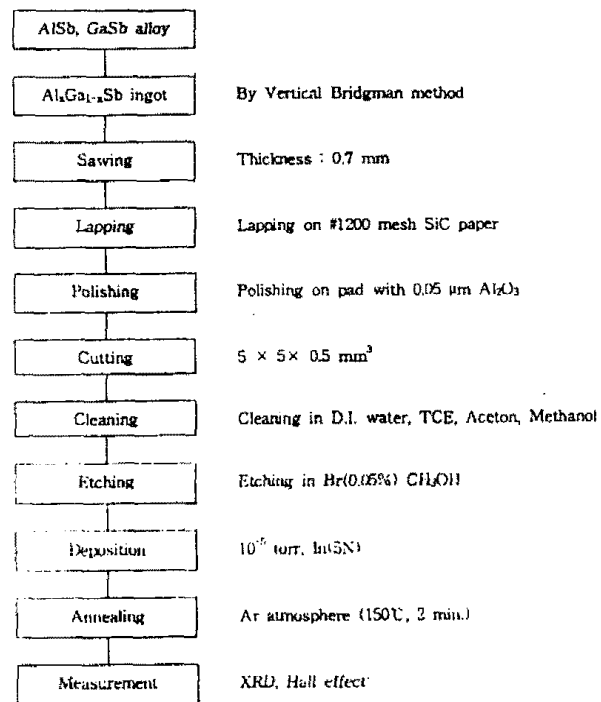 AlSb, GaSb alloy
AlₓGa₁₋ₓSb ingot By Vertical Bridgman method
Sawing Thickness : 0.7 mm
Lapping Lapping on #1200 mesh SiC paper
Polishing Polishing on pad with 0.05 μm Al₂O₃
Cutting 5 × 5 × 0.5 mm³
Cleaning Cleaning in D.I. water, TCE, Aceton, Methanol
Etching Etching in Br(0.05%) CH₃OH
Deposition 10⁻⁵ torr, In(5N)
Annealing Ar atmosphere (150℃, 2 min.)
Measurement XRD, Hall effect